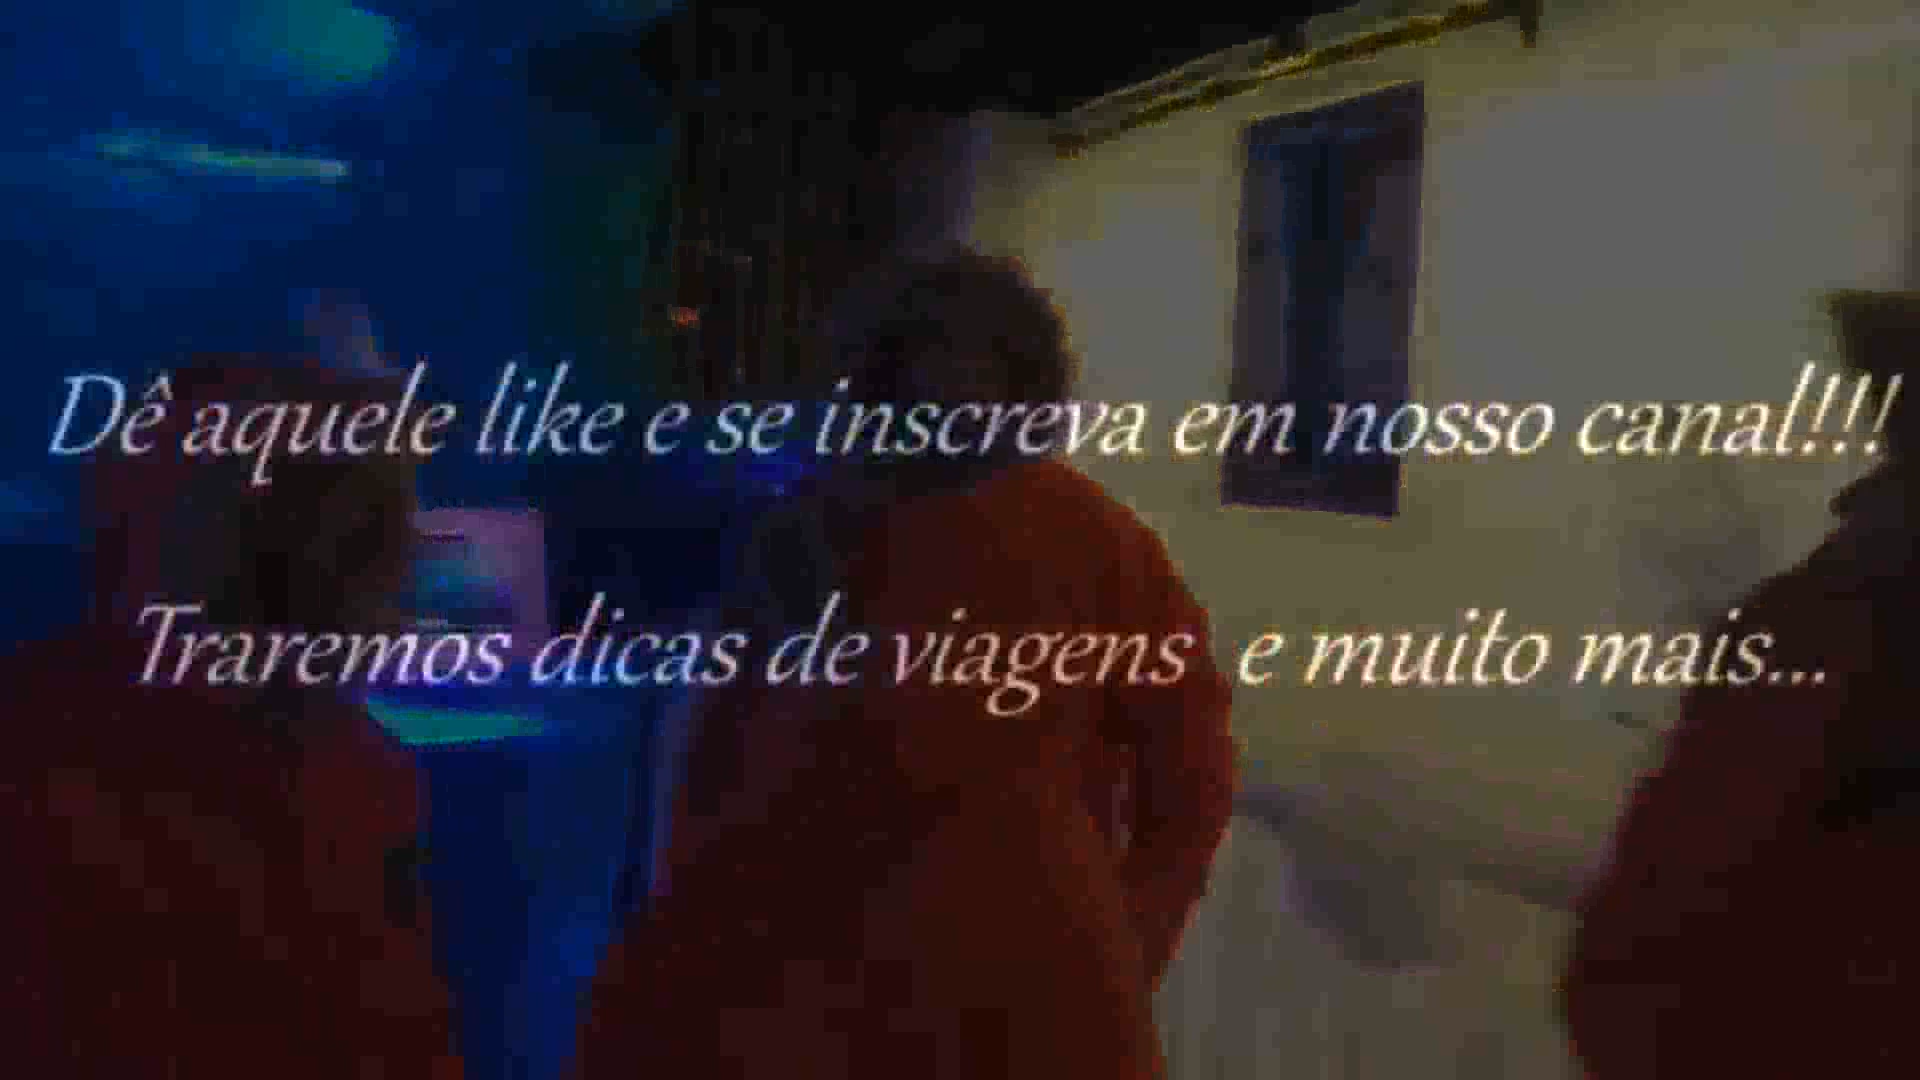 Dê aquele like e se inscreva em nosso canal!!!
Traremos dicas de viagens e muito mais...